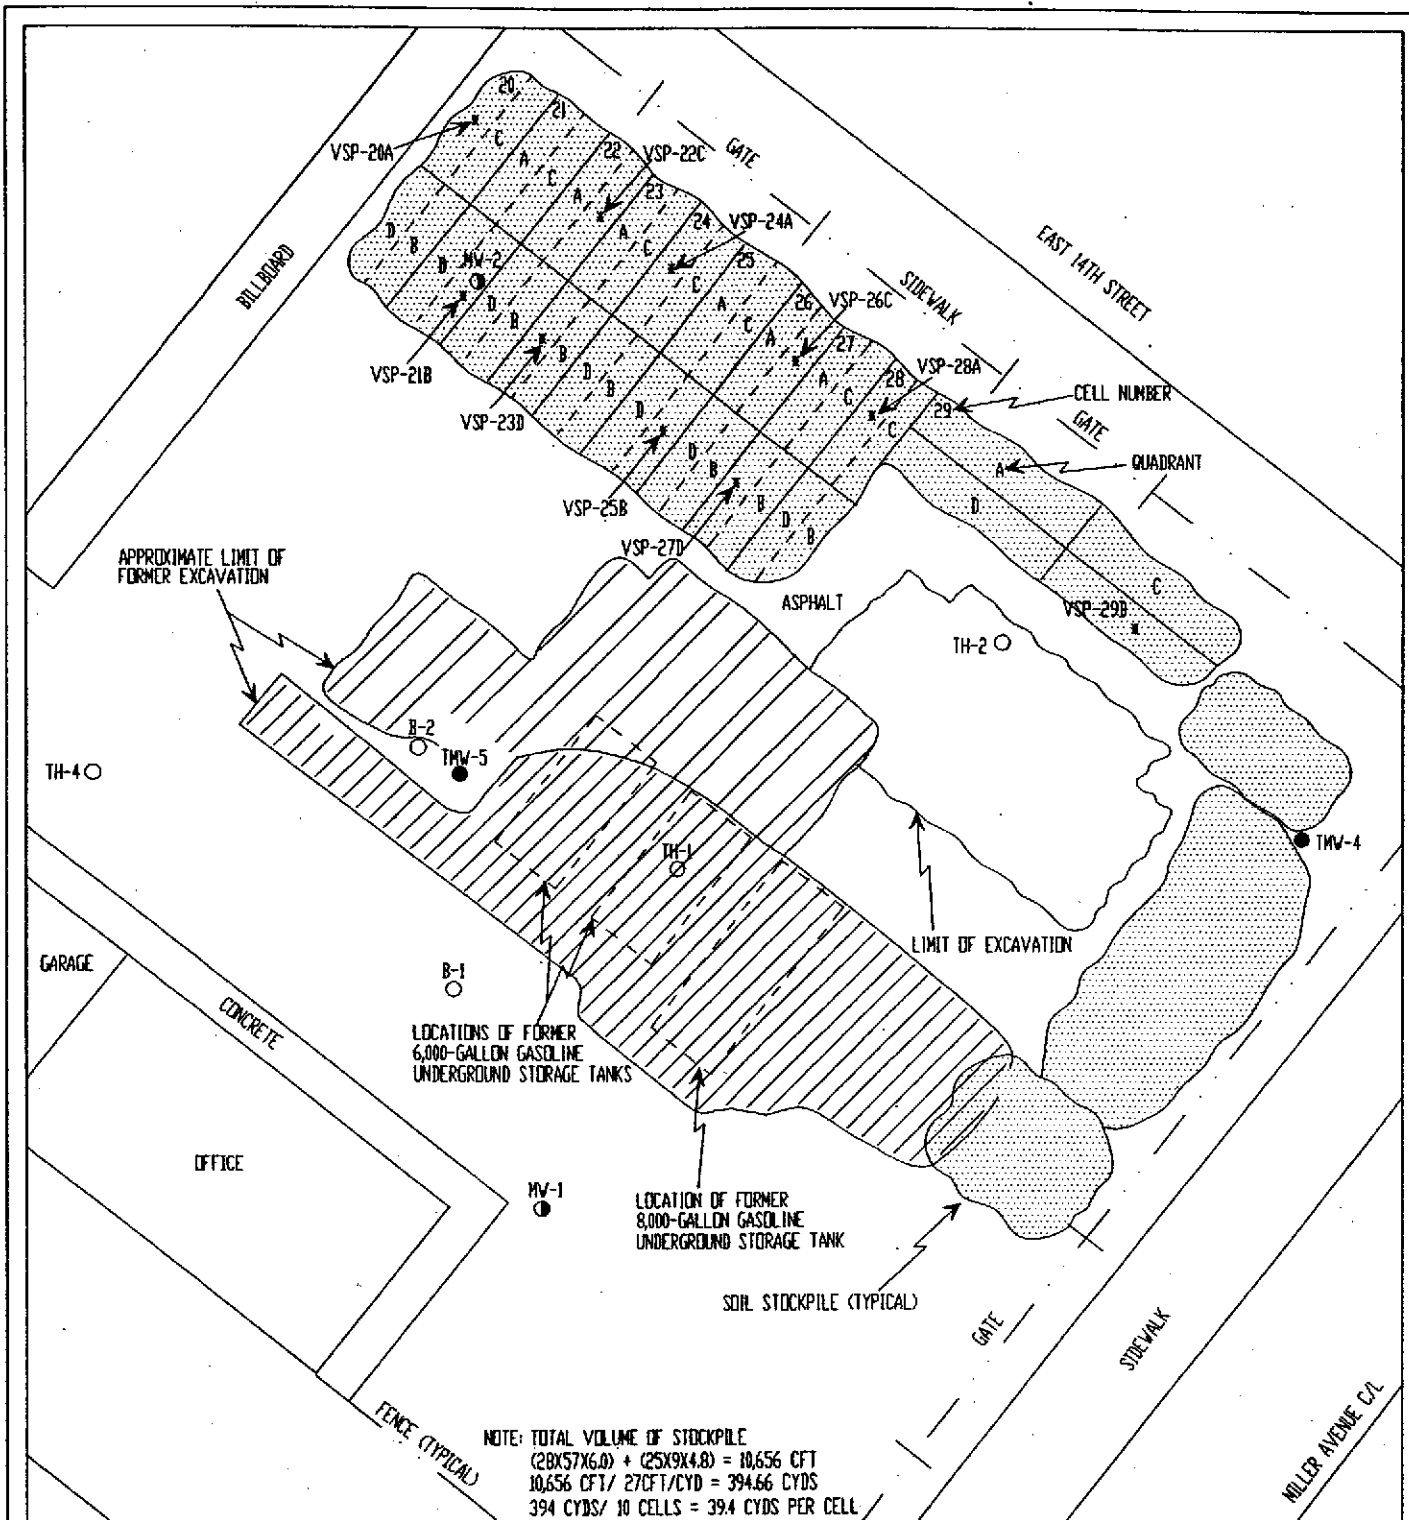 20
21
22
23
24
25
26
27
28
29
VSP-20A
VSP-22C
VSP-24A
VSP-26C
VSP-28A
C
A
C
A
A
C
C
A
C
A
A
C
C
D
B
D
D
B
B
D
B
D
D
B
B
D
B
MW-2
VSP-21B
VSP-23D
VSP-25B
VSP-27D
BILLBOARD
GATE
SIDEWALK
EAST 14TH STREET
CELL NUMBER
GATE
QUADRANT
A
D
C
VSP-29B
APPROXIMATE LIMIT OF
FORMER EXCAVATION
ASPHALT
TH-2
B-2
TMW-5
TH-4
TH-1
TMW-4
LIMIT OF EXCAVATION
GARAGE
CONCRETE
B-1
LOCATIONS OF FORMER
6,000-GALLON GASOLINE
UNDERGROUND STORAGE TANKS
OFFICE
MW-1
LOCATION OF FORMER
8,000-GALLON GASOLINE
UNDERGROUND STORAGE TANK
SOIL STOCKPILE (TYPICAL)
GATE
SIDEWALK
MILLER AVENUE C/L
FENCE (TYPICAL)
NOTE: TOTAL VOLUME OF STOCKPILE
(28X57X6.0) + (25X9X4.8) = 10,656 CFT
10,656 CFT/ 27CFT/CYD = 394.66 CYDS
394 CYDS/ 10 CELLS = 39.4 CYDS PER CELL